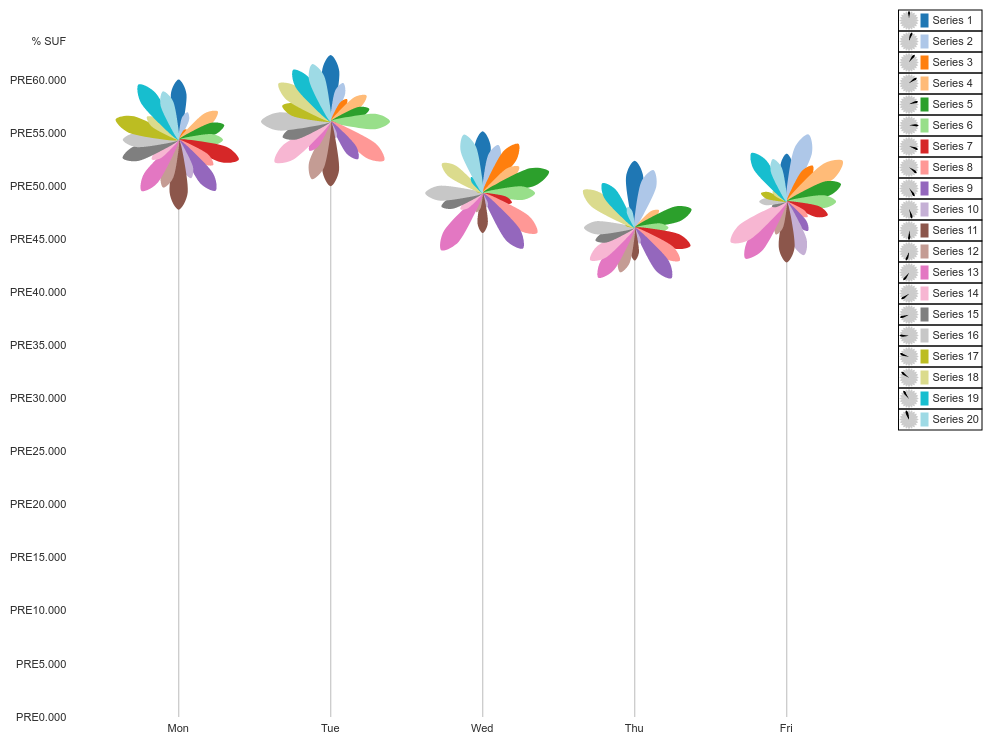 % SUF
PRE60.000
PRE55.000
PRE50.000
PRE45.000
PRE40.000
PRE35.000
PRE30.000
PRE25.000
PRE20.000
PRE15.000
PRE10.000
PRE5.000
PRE0.000
Mon Tue Wed Thu Fri
Series 1
Series 2
Series 3
Series 4
Series 5
Series 6
Series 7
Series 8
Series 9
Series 10
Series 11
Series 12
Series 13
Series 14
Series 15
Series 16
Series 17
Series 18
Series 19
Series 20